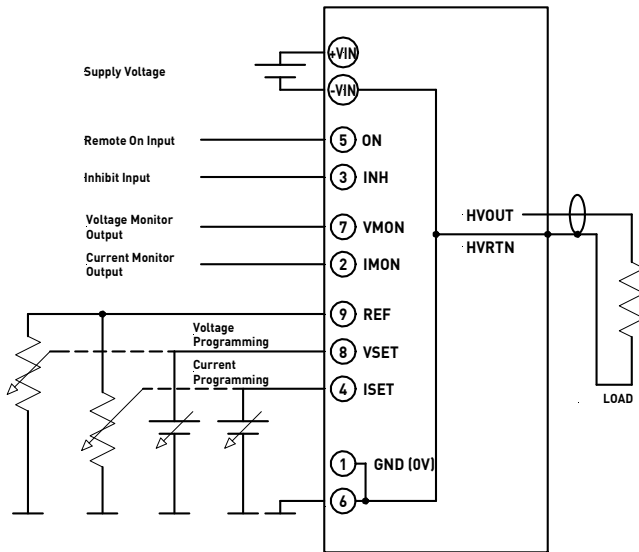 +VIN
Supply Voltage
-VIN
Remote On Input
5 ON
Inhibit Input
3 INH
Voltage Monitor
Output
7 VMON
Current Monitor
Output
2 IMON
HVOUT
HVRTN
9 REF
Voltage
Programming
8 VSET
Current
Programming
4 ISET
LOAD
1 GND (0V)
6